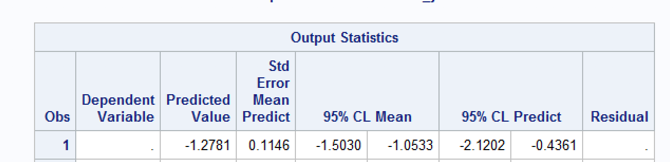 Output Statistics
Std
Error
Dependent Predicted Mean
Obs Variable Value Predict 95% CL Mean 95% CL Predict Residual
1 . -1.2781 0.1146 -1.5030 -1.0533 -2.1202 -0.4361 .